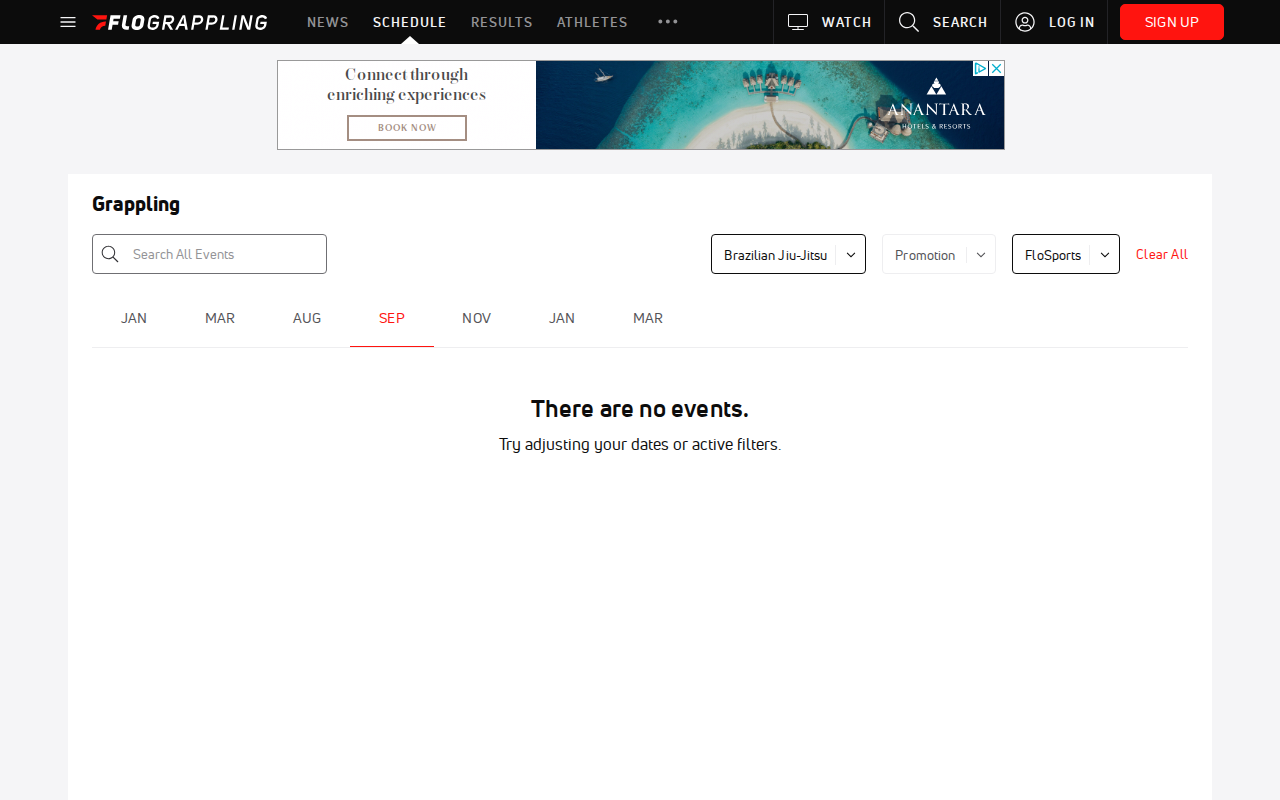 FLOGRAPPLING NEWS SCHEDULE RESULTS ATHLETES WATCH SEARCH LOG IN SIGN UP
Connect through
enriching experiences
BOOK NOW
ANANTARA
HOTELS & RESORTS
Grappling
Search All Events Brazilian Jiu-Jitsu Promotion FloSports Clear All
JAN MAR AUG SEP NOV JAN MAR
There are no events.
Try adjusting your dates or active filters.